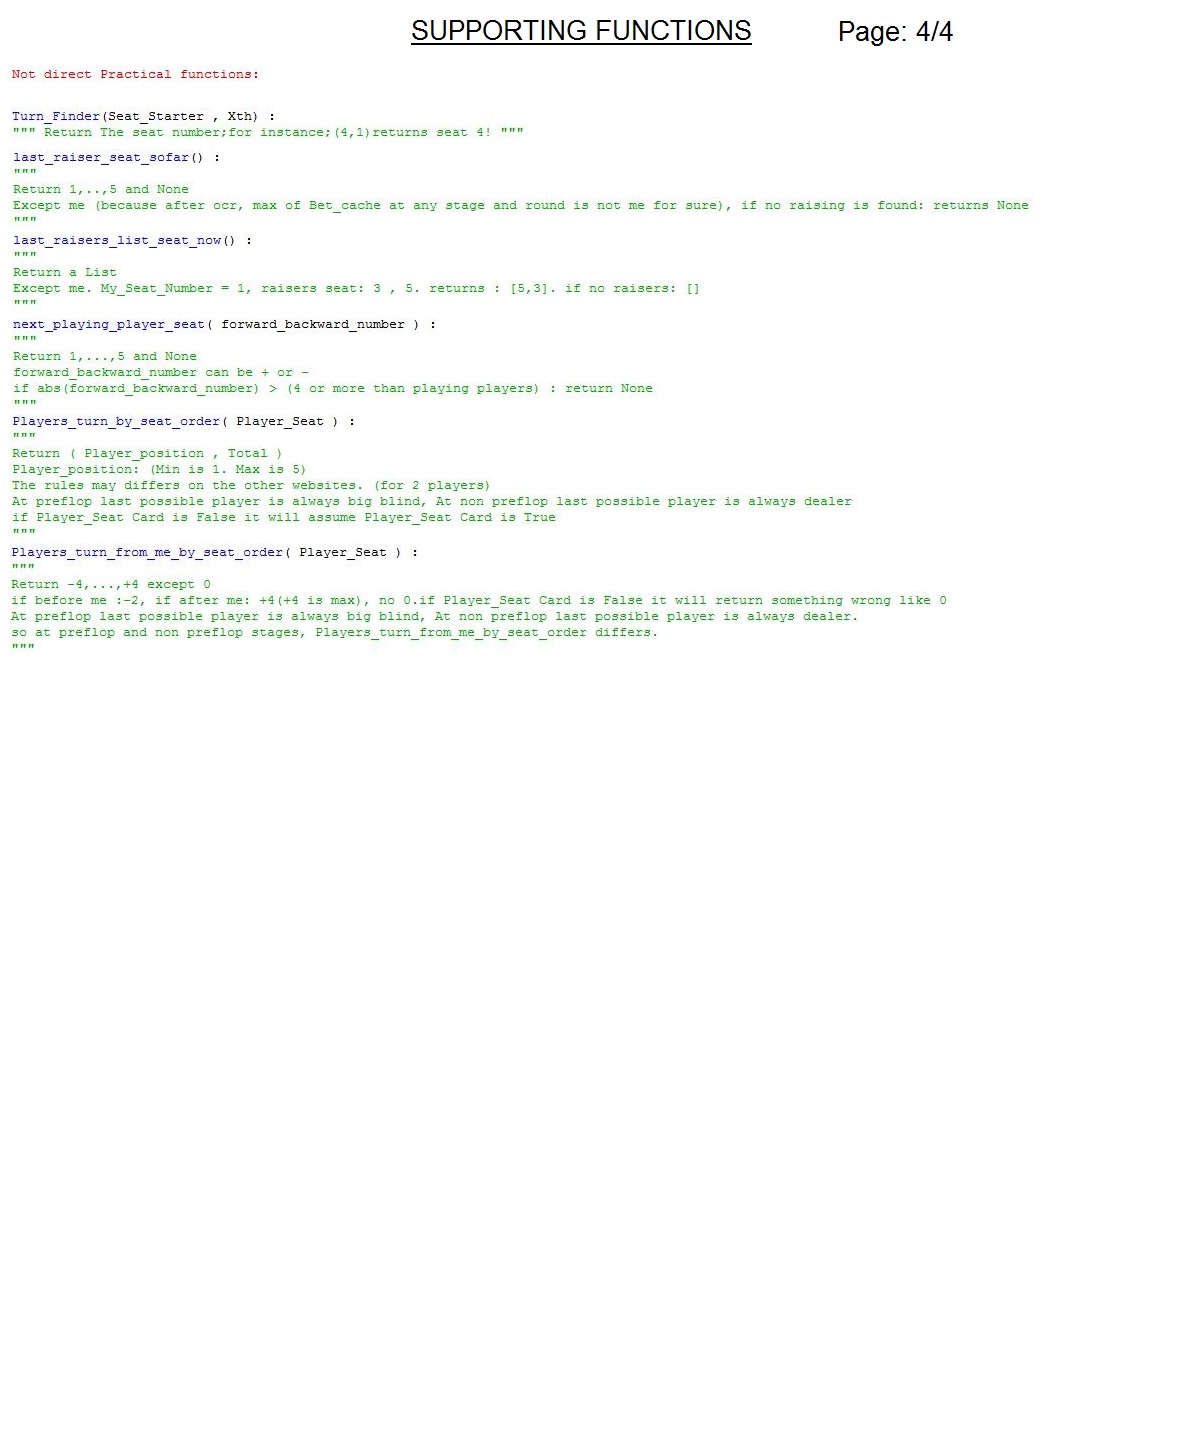 SUPPORTING FUNCTIONS Page: 4/4
Not direct Practical functions:
Turn_Finder(Seat_Starter , Xth) :
""" Return The seat number;for instance;(4,1)returns seat 4! """
last_raiser_seat_sofar() :
"""
Return 1,..,5 and None
Except me (because after ocr, max of Bet_cache at any stage and round is not me for sure), if no raising is found: returns None
"""
last_raisers_list_seat_now() :
"""
Return a List
Except me. My_Seat_Number = 1, raisers seat: 3 , 5. returns : [5,3]. if no raisers: []
"""
next_playing_player_seat( forward_backward_number ) :
"""
Return 1,...,5 and None
forward_backward_number can be + or -
if abs(forward_backward_number) > (4 or more than playing players) : return None
"""
Players_turn_by_seat_order( Player_Seat ) :
"""
Return ( Player_position , Total )
Player_position: (Min is 1. Max is 5)
The rules may differs on the other websites. (for 2 players)
At preflop last possible player is always big blind, At non preflop last possible player is always dealer
if Player_Seat Card is False it will assume Player_Seat Card is True
"""
Players_turn_from_me_by_seat_order( Player_Seat ) :
"""
Return -4,...,+4 except 0
if before me :-2, if after me: +4(+4 is max), no 0.if Player_Seat Card is False it will return something wrong like 0
At preflop last possible player is always big blind, At non preflop last possible player is always dealer.
so at preflop and non preflop stages, Players_turn_from_me_by_seat_order differs.
"""